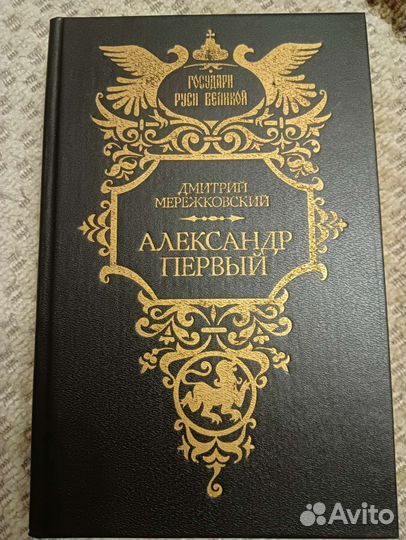 ГОСУДАРИ
РУСИ ВЕЛИКОЙ
ДМИТРИЙ
МЕРЕЖКОВСКИЙ
АЛЕКСАНДР
ПЕРВЫЙ
Avito